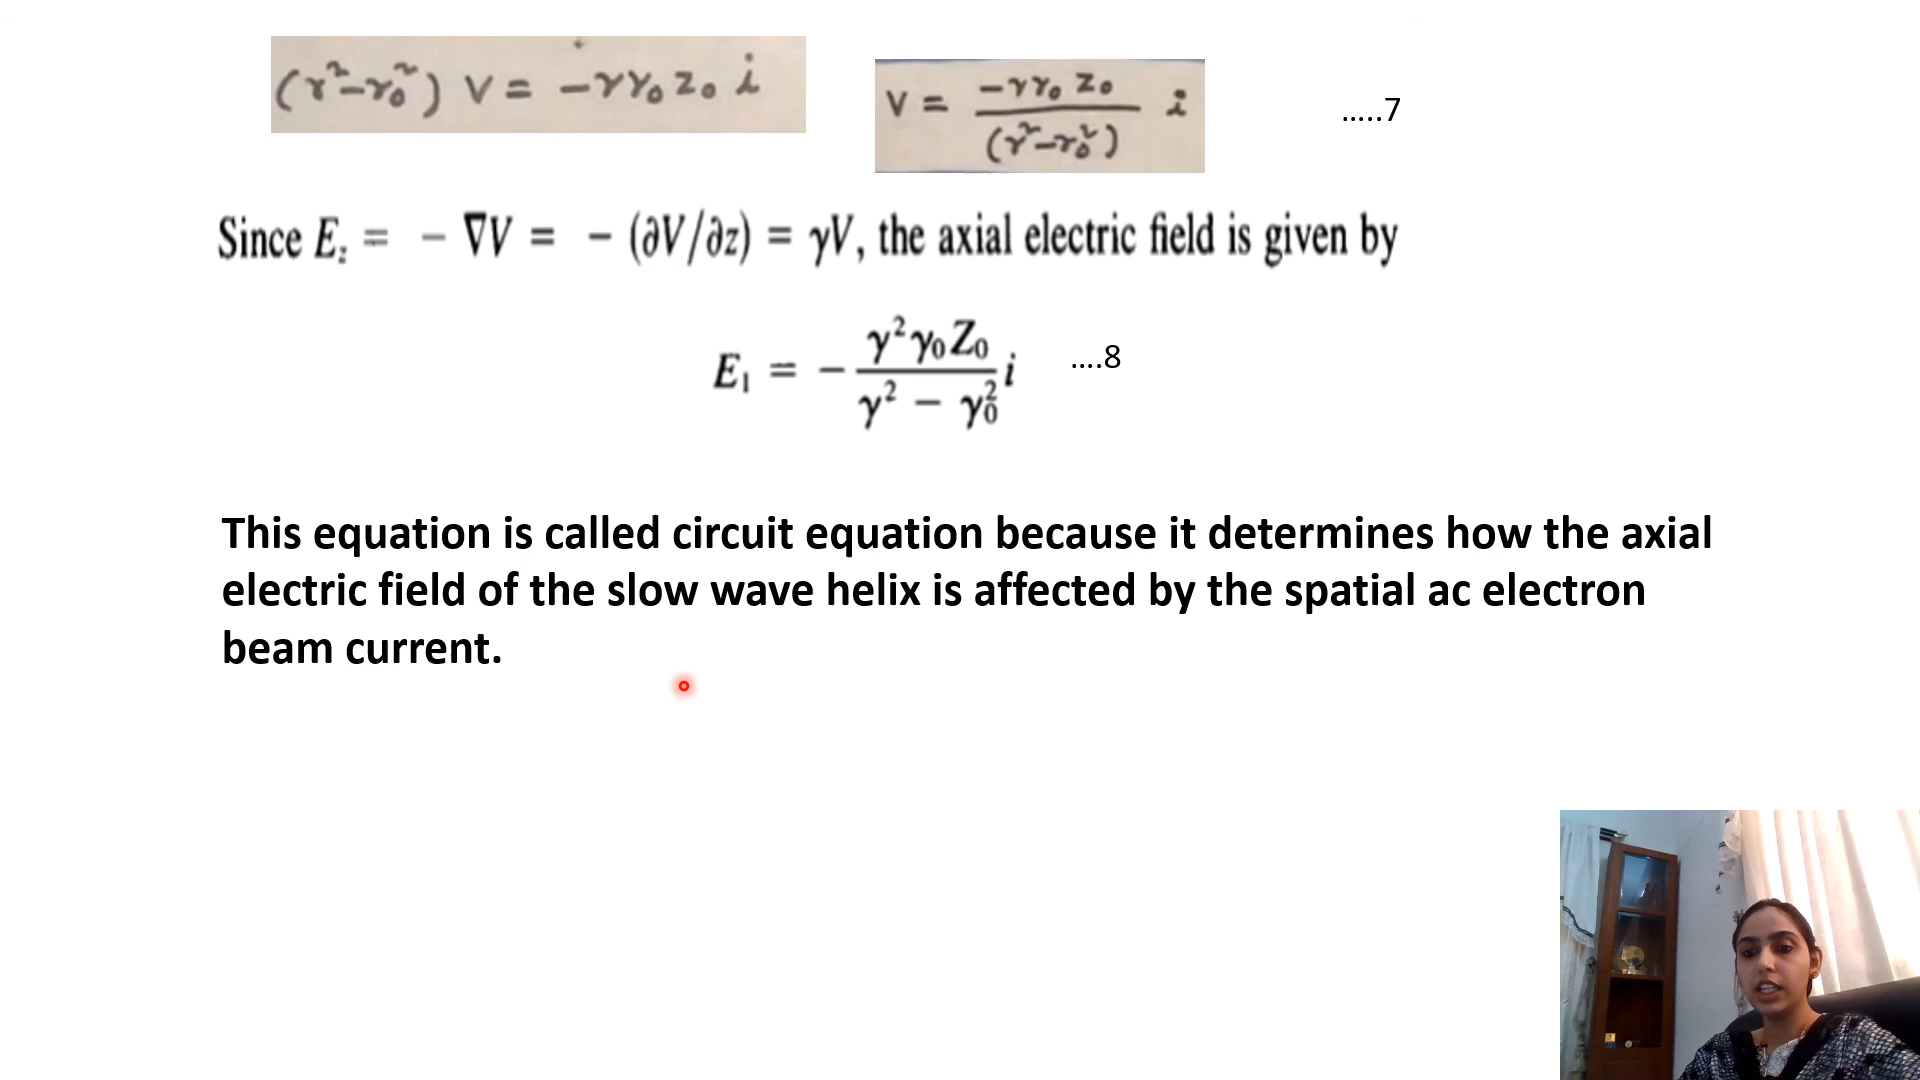 (γ²-γ₀²) V = -γγ₀ Z₀ i
V = -γγ₀ Z₀ / (γ²-γ₀²) i .....7
Since E_z = - ∇V = - (∂V/∂z) = γV, the axial electric field is given by
E₁ = - γ²γ₀Z₀ / γ² - γ₀² i ....8
This equation is called circuit equation because it determines how the axial
electric field of the slow wave helix is affected by the spatial ac electron
beam current.